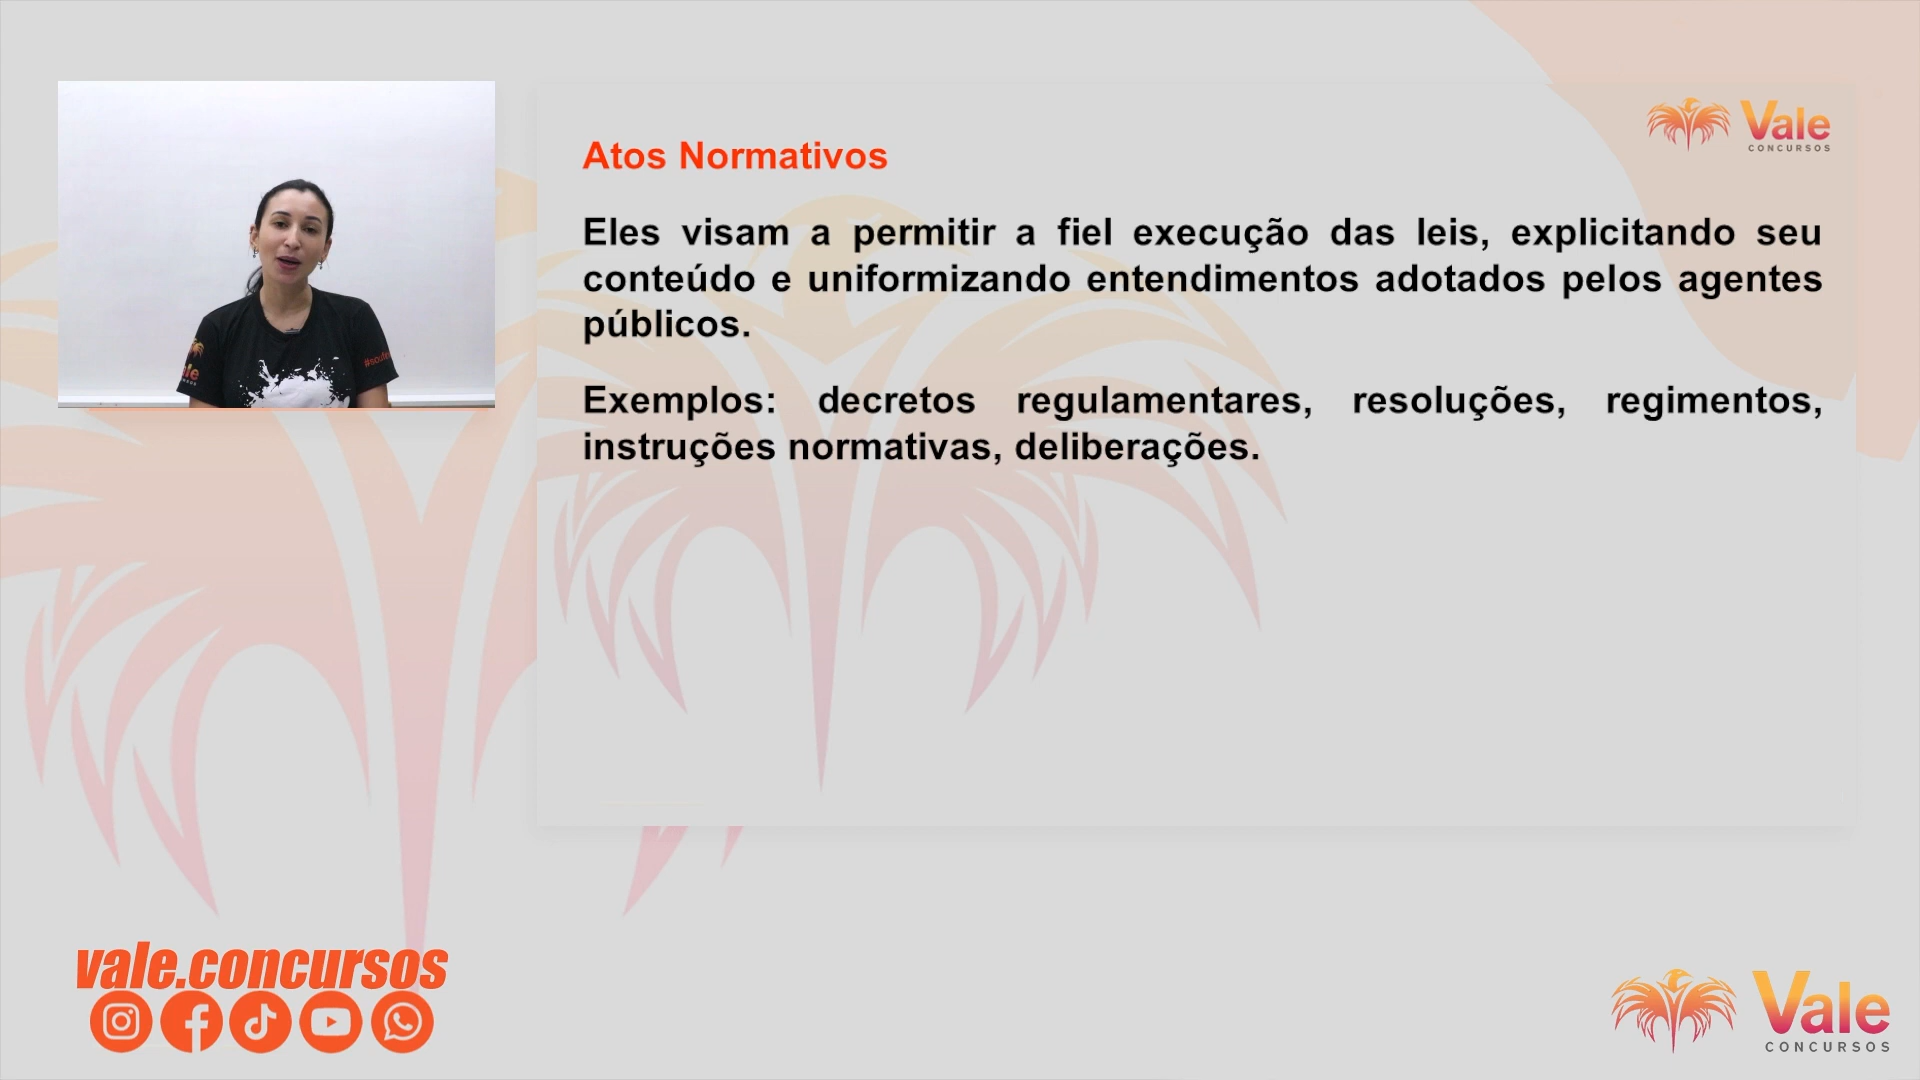 Vale
CONCURSOS
Atos Normativos
Eles visam a permitir a fiel execução das leis, explicitando seu
conteúdo e uniformizando entendimentos adotados pelos agentes
públicos.
Exemplos: decretos regulamentares, resoluções, regimentos,
instruções normativas, deliberações.
vale.concursos
Vale
CONCURSOS